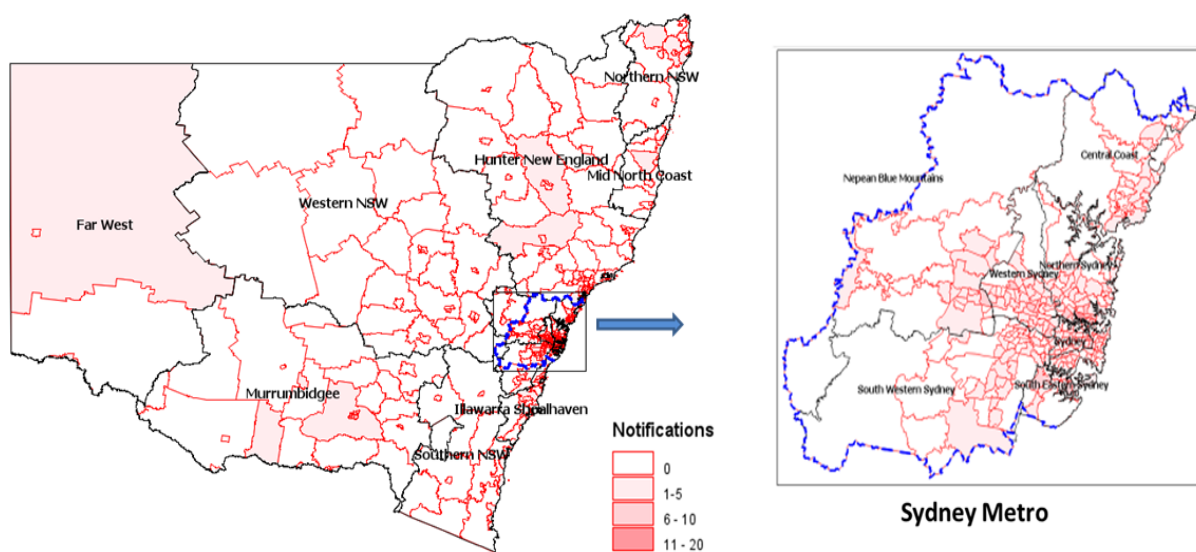 Northern NSW
Hunter New England
Mid North Coast
Western NSW
Far West
Murrumbidgee
Illawarra Shoalhaven
Southern NSW
Notifications
0
1-5
6 - 10
11 - 20
Central Coast
Nepean Blue Mountains
Northern Sydney
Western Sydney
Sydney
South Western Sydney
South Eastern Sydney
Sydney Metro